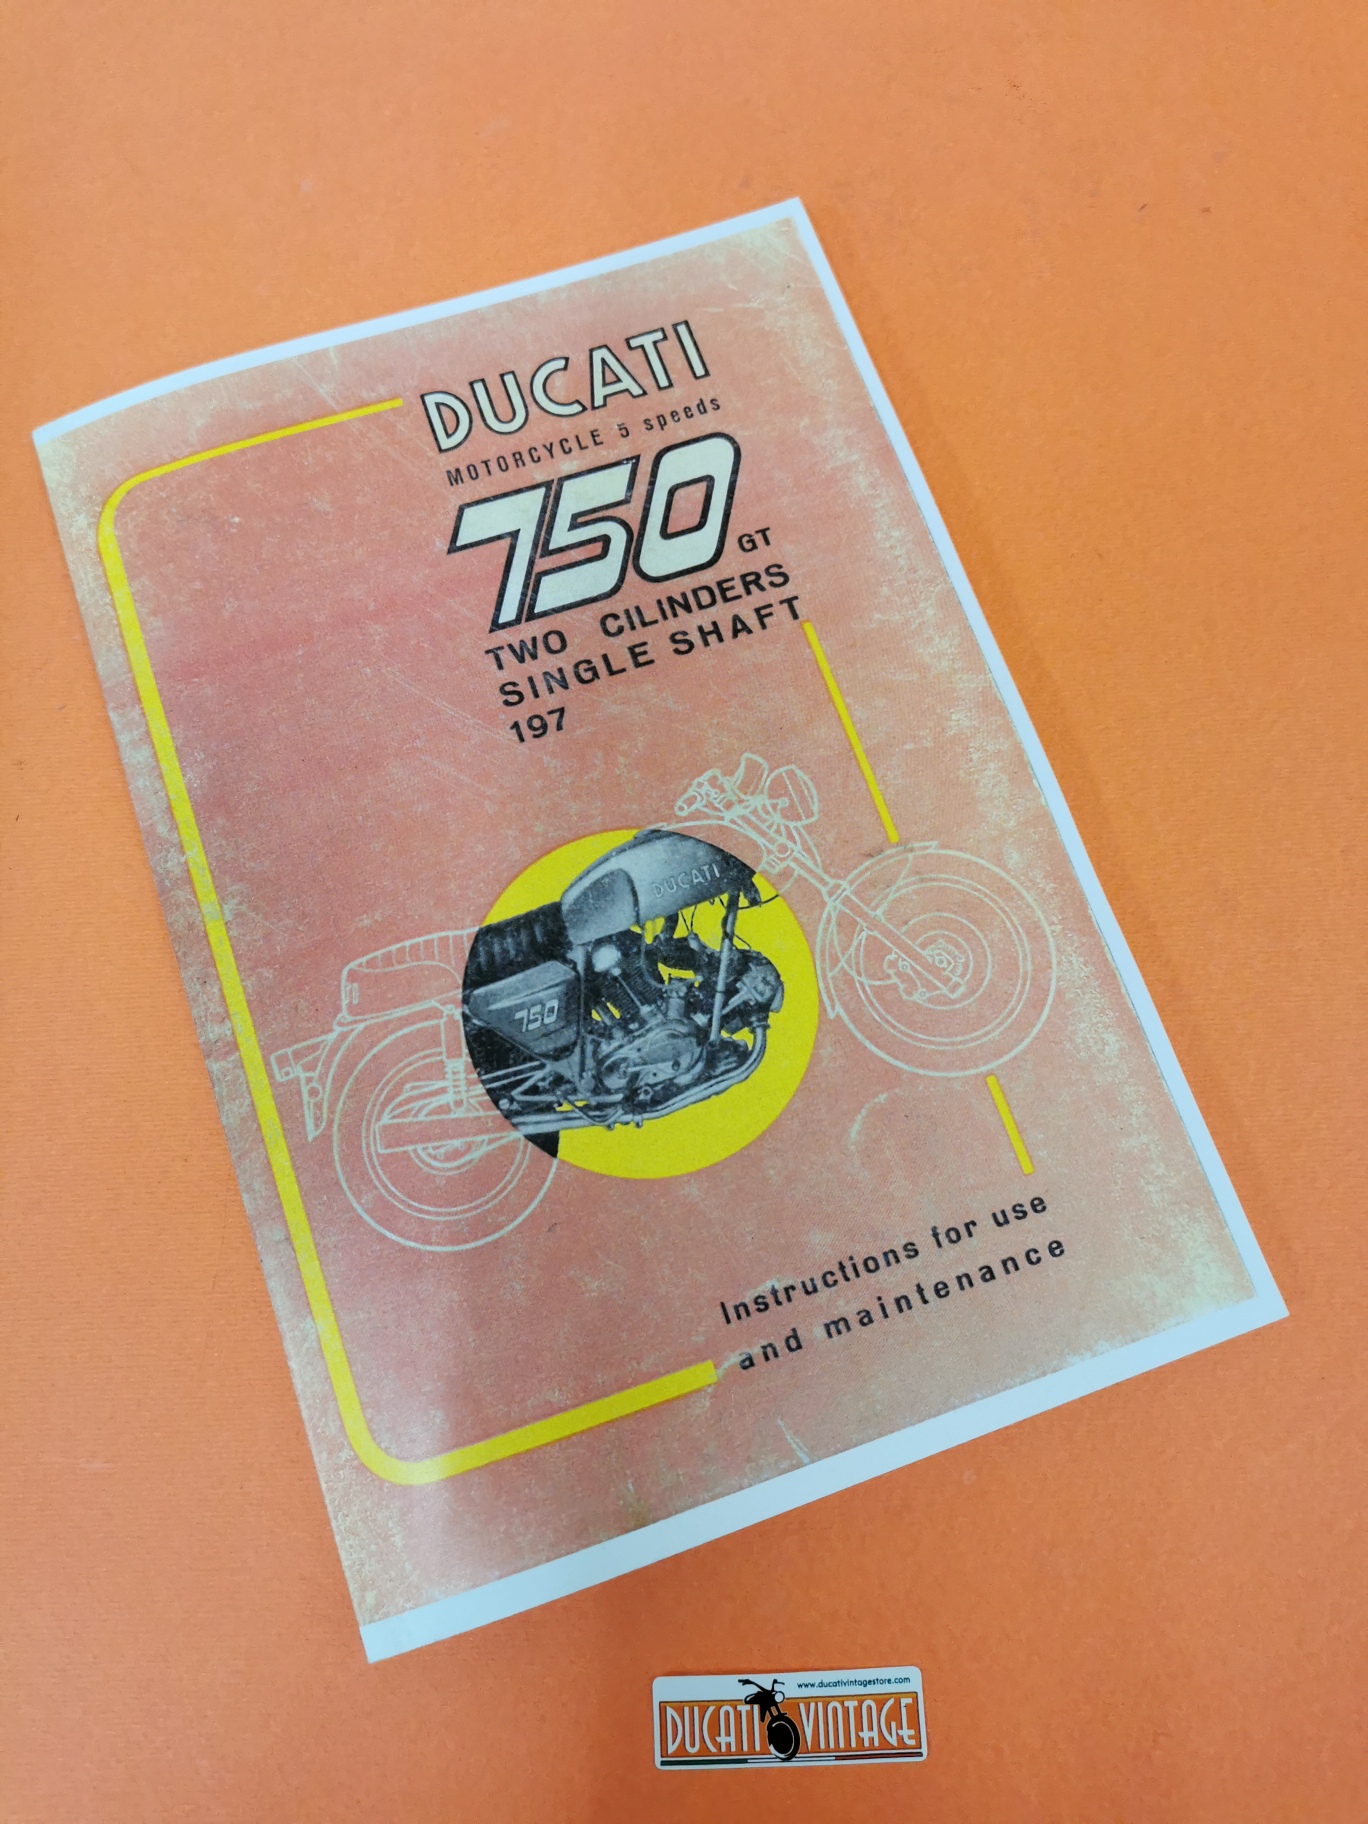 DUCATI
MOTORCYCLE 5 speeds
750 GT
TWO CILINDERS
SINGLE SHAFT
197
DUCATI
750
Instructions for use
and maintenance
www.ducativintagestore.com
DUCATI VINTAGE